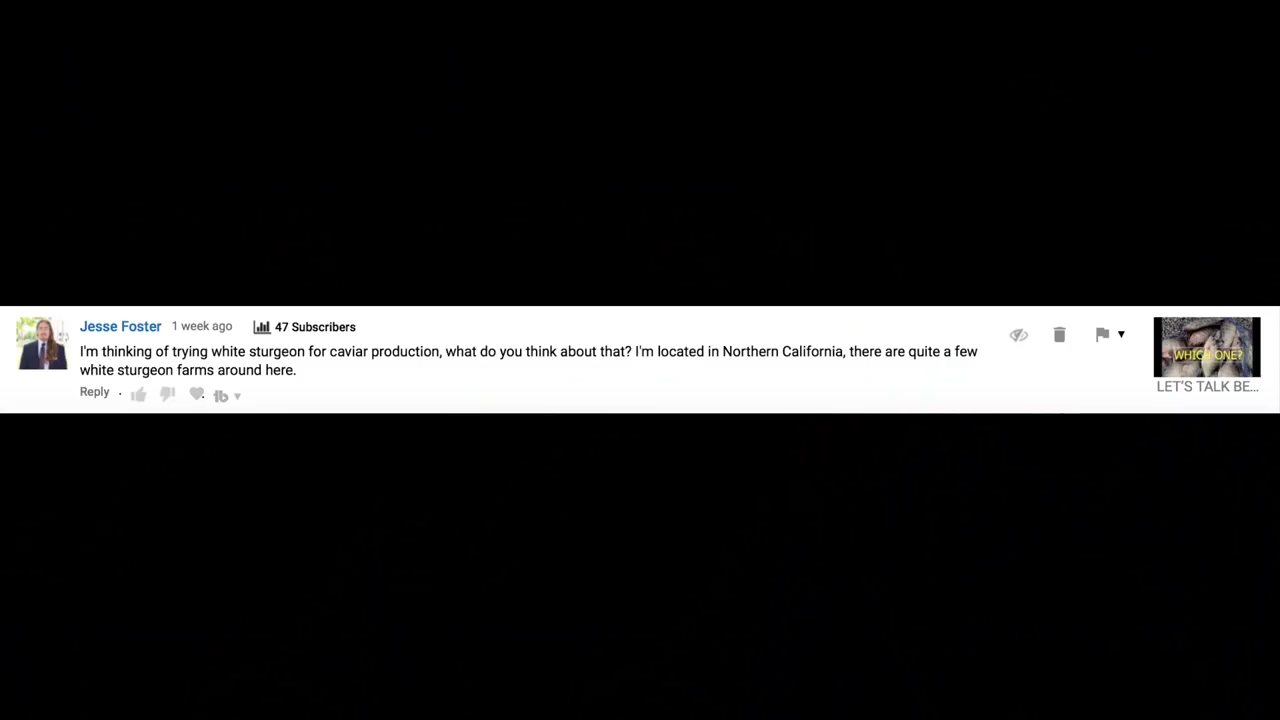 Jesse Foster 1 week ago 47 Subscribers
I'm thinking of trying white sturgeon for caviar production, what do you think about that? I'm located in Northern California, there are quite a few
white sturgeon farms around here.
Reply
WHICH ONE?
LET'S TALK BE...